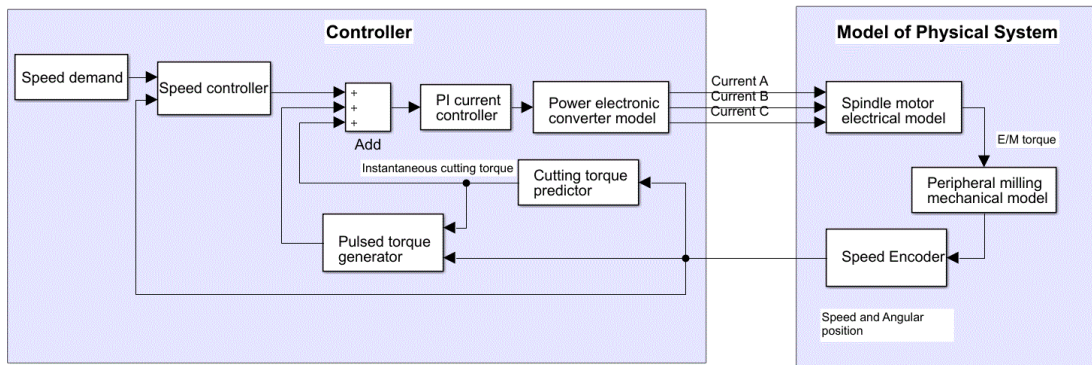 Controller
Model of Physical System
Speed demand
Speed controller
+
+
+
Add
PI current
controller
Power electronic
converter model
Current A
Current B
Current C
Spindle motor
electrical model
E/M torque
Instantaneous cutting torque
Cutting torque
predictor
Peripheral milling
mechanical model
Pulsed torque
generator
Speed Encoder
Speed and Angular
position